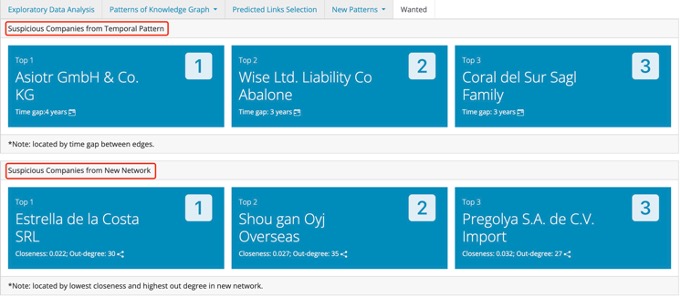 Exploratory Data Analysis Patterns of Knowledge Graph Predicted Links Selection New Patterns Wanted
Suspicious Companies from Temporal Pattern
Top 1
Asiotr GmbH & Co.
KG
Time gap:4 years
1
Top 2
Wise Ltd. Liability Co
Abalone
Time gap: 3 years
2
Top 3
Coral del Sur Sagl
Family
Time gap: 3 years
3
*Note: located by time gap between edges.
Suspicious Companies from New Network
Top 1
Estrella de la Costa
SRL
Closeness: 0.022; Out-degree: 30
1
Top 2
Shou gan Oyj
Overseas
Closeness: 0.027; Out-degree: 35
2
Top 3
Pregolya S.A. de C.V.
Import
Closeness: 0.032; Out-degree: 27
3
*Note: located by lowest closeness and highest out degree in new network.